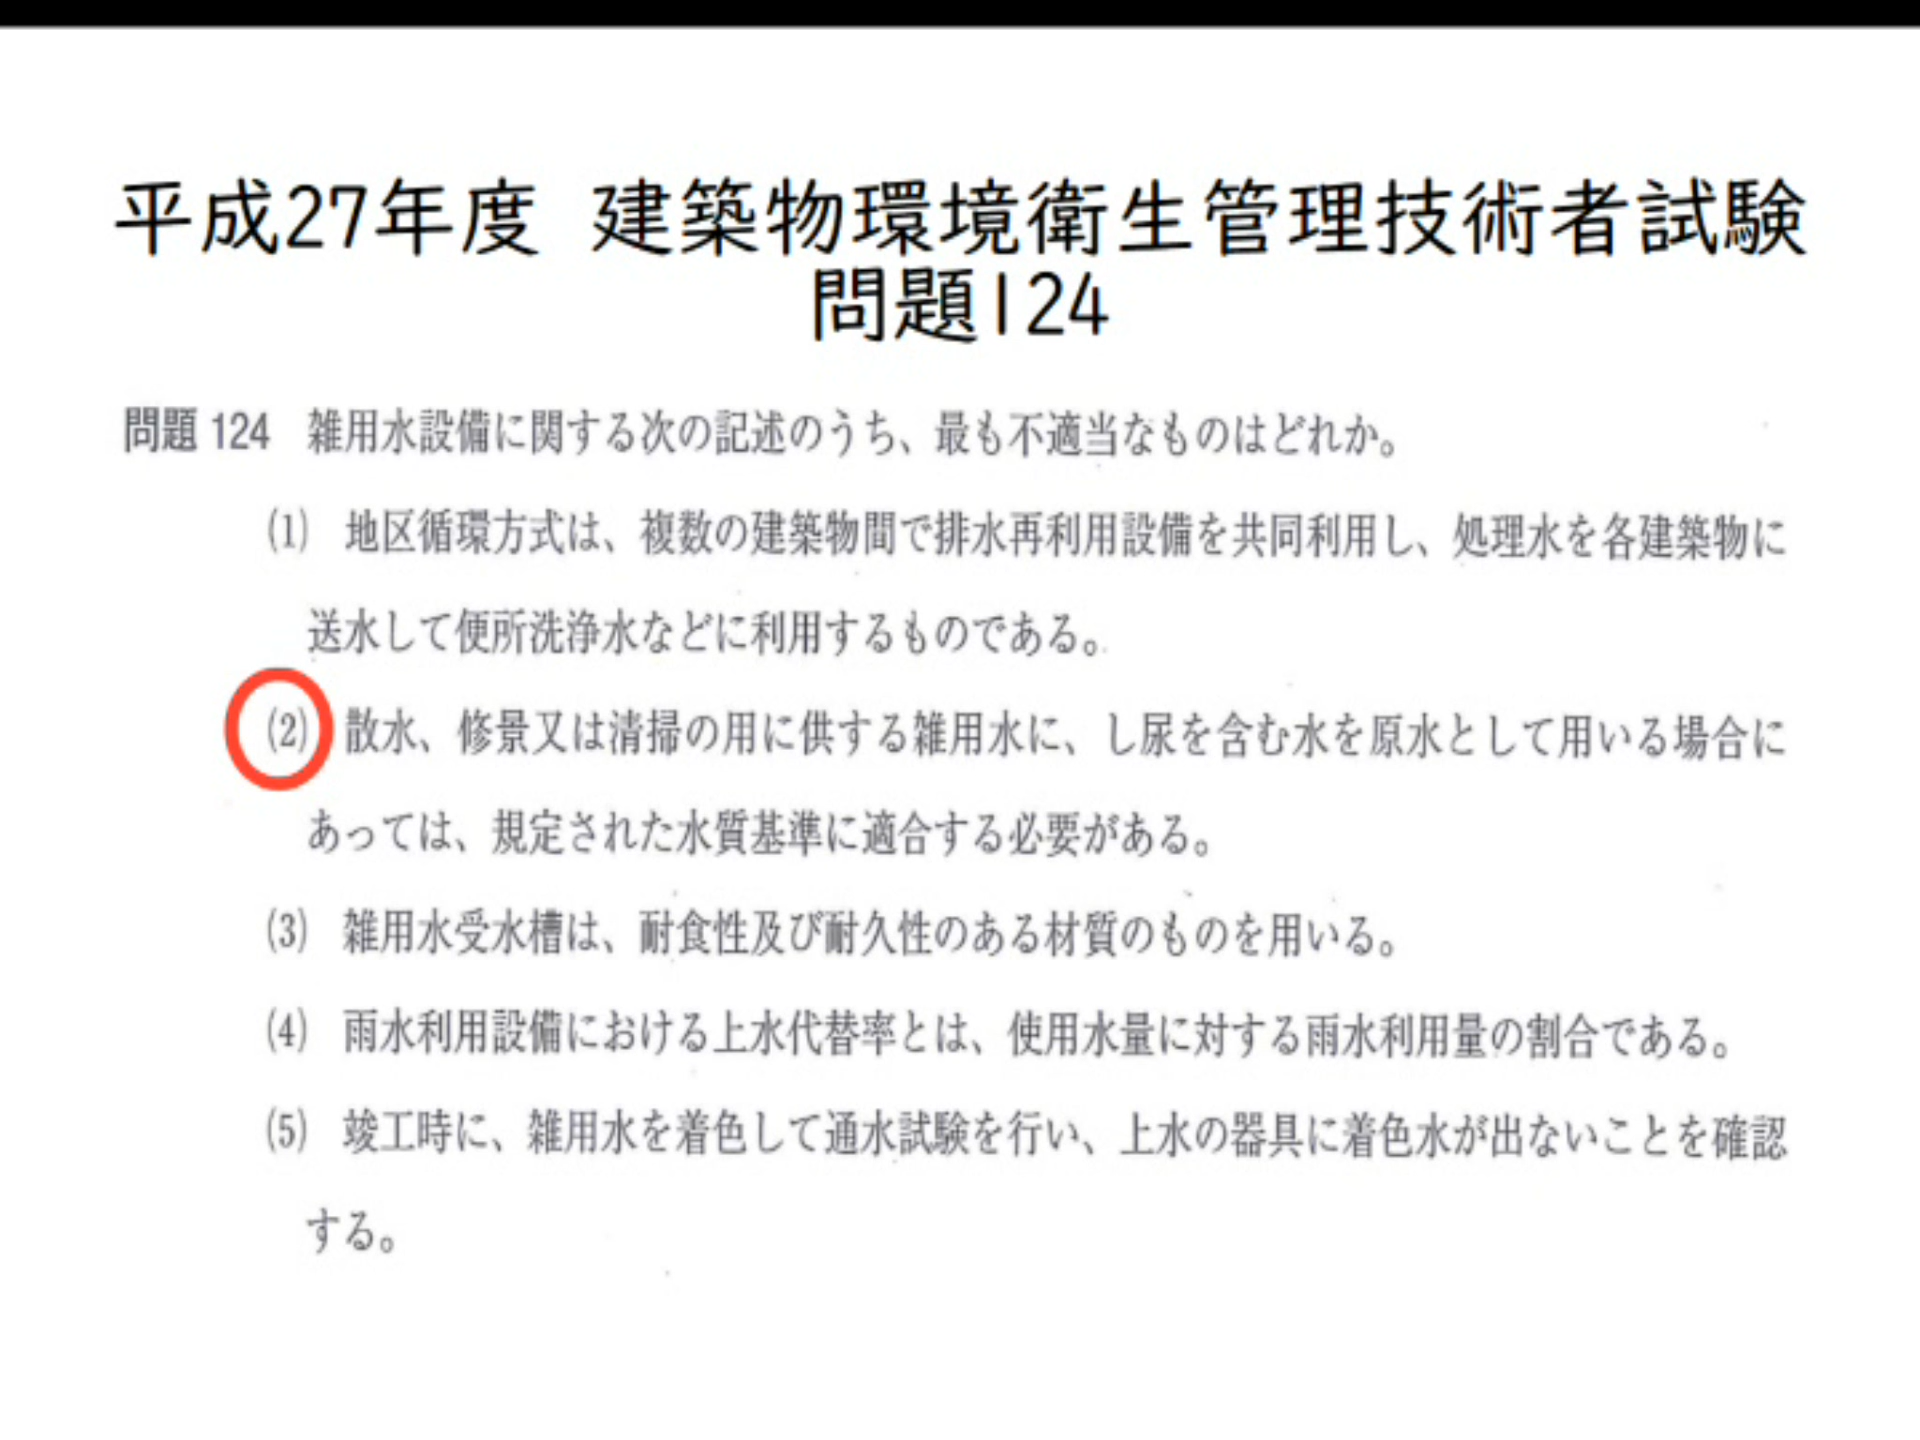 平成27年度 建築物環境衛生管理技術者試験
問題124
問題 124 雑用水設備に関する次の記述のうち、最も不適当なものはどれか。
(1) 地区循環方式は、複数の建築物間で排水再利用設備を共同利用し、処理水を各建築物に
送水して便所洗浄水などに利用するものである。
(2) 散水、修景又は清掃の用に供する雑用水に、し尿を含む水を原水として用いる場合に
あっては、規定された水質基準に適合する必要がある。
(3) 雑用水受水槽は、耐食性及び耐久性のある材質のものを用いる。
(4) 雨水利用設備における上水代替率とは、使用水量に対する雨水利用量の割合である。
(5) 竣工時に、雑用水を着色して通水試験を行い、上水の器具に着色水が出ないことを確認
する。